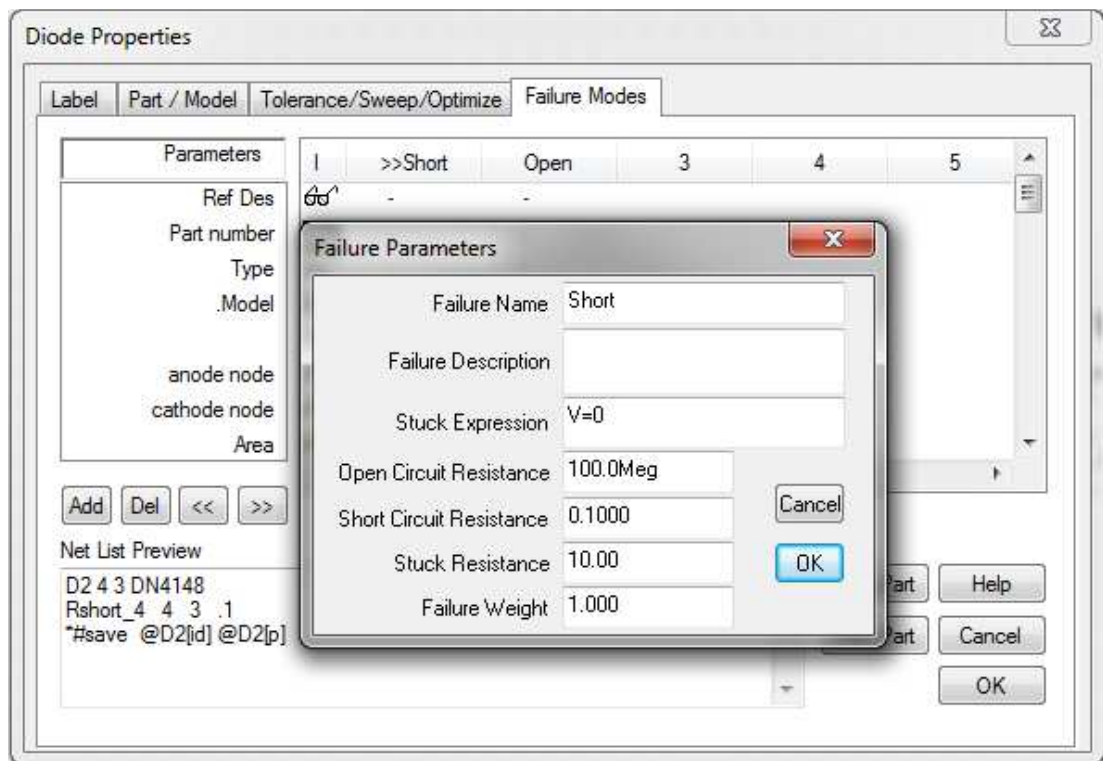 Diode Properties
Label Part / Model Tolerance/Sweep/Optimize Failure Modes
Parameters I >>Short Open 3 4 5
Ref Des - -
Part number
Type
.Model
anode node
cathode node
Area
Add Del << >>
Net List Preview
D2 4 3 DN4148
Rshort_4 4 3 .1
*#save @D2[id] @D2[p]
Failure Parameters
Failure Name Short
Failure Description
Stuck Expression V=0
Open Circuit Resistance 100.0Meg
Short Circuit Resistance 0.1000
Stuck Resistance 10.00
Failure Weight 1.000
Cancel
OK
Part Help
Part Cancel
OK